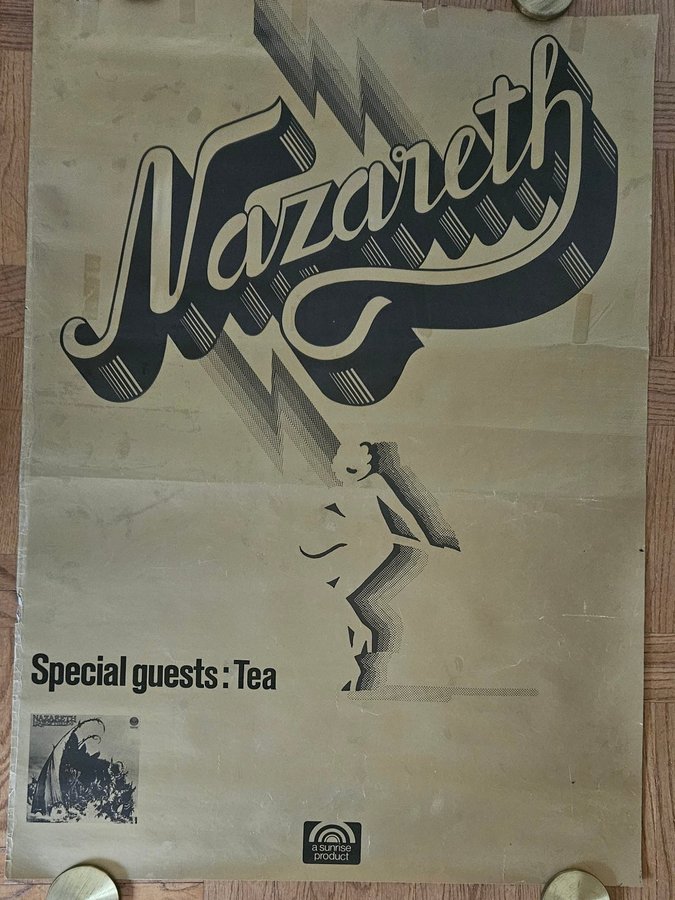 Nazareth
Special guests: Tea
NAZARETH
a sunrise
product